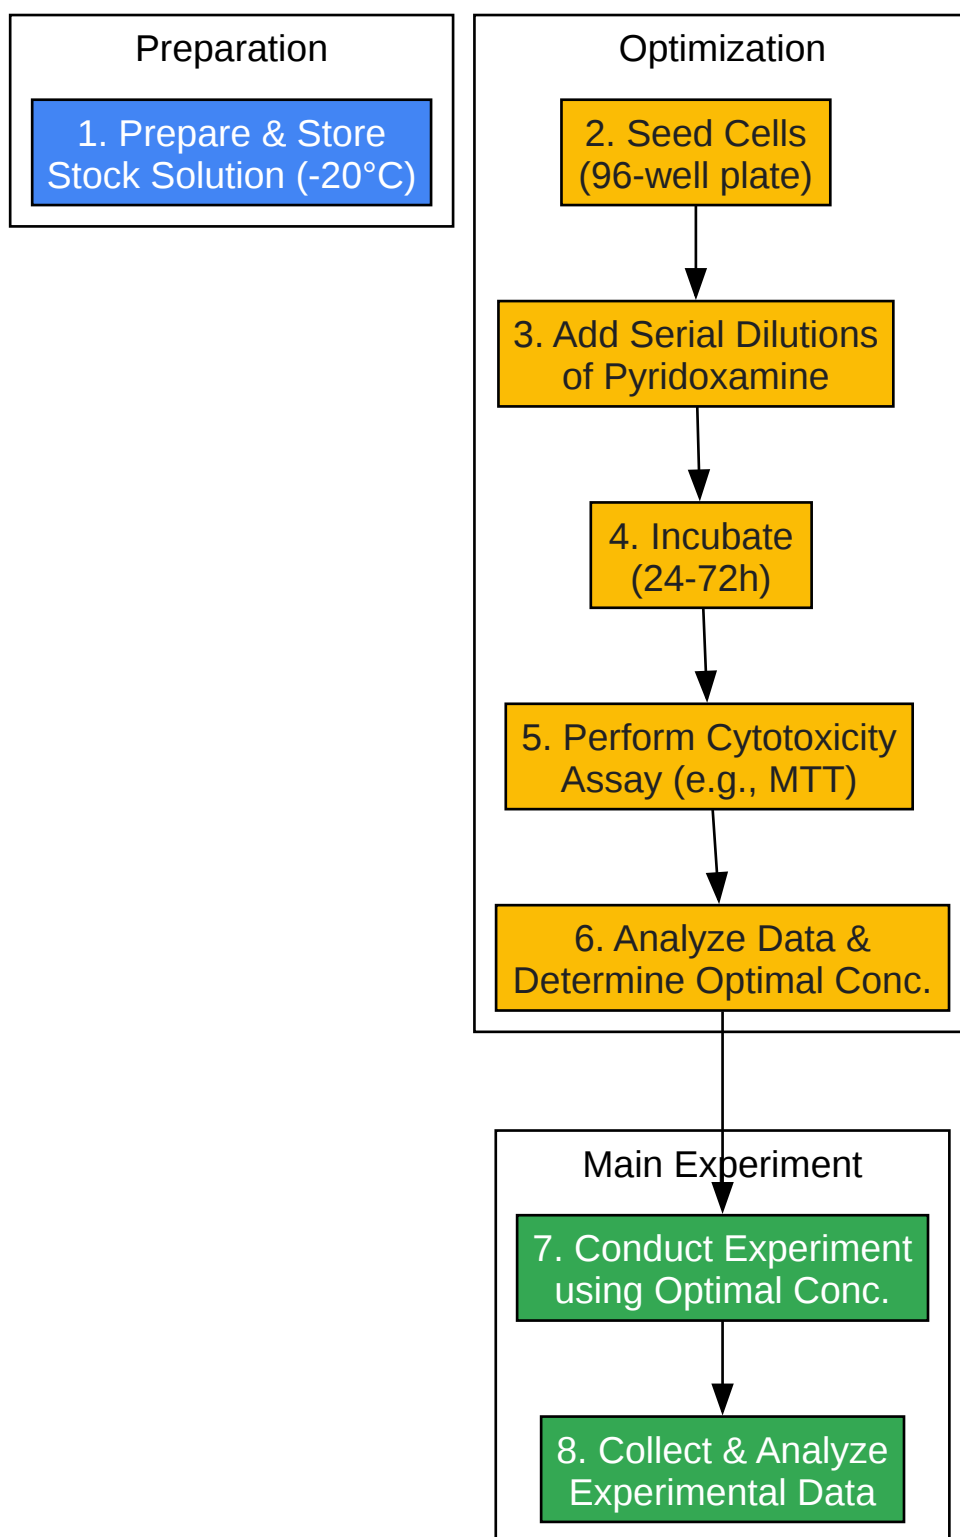 Preparation
1. Prepare & Store
Stock Solution (-20°C)
Optimization
2. Seed Cells
(96-well plate)
3. Add Serial Dilutions
of Pyridoxamine
4. Incubate
(24-72h)
5. Perform Cytotoxicity
Assay (e.g., MTT)
6. Analyze Data &
Determine Optimal Conc.
Main Experiment
7. Conduct Experiment
using Optimal Conc.
8. Collect & Analyze
Experimental Data